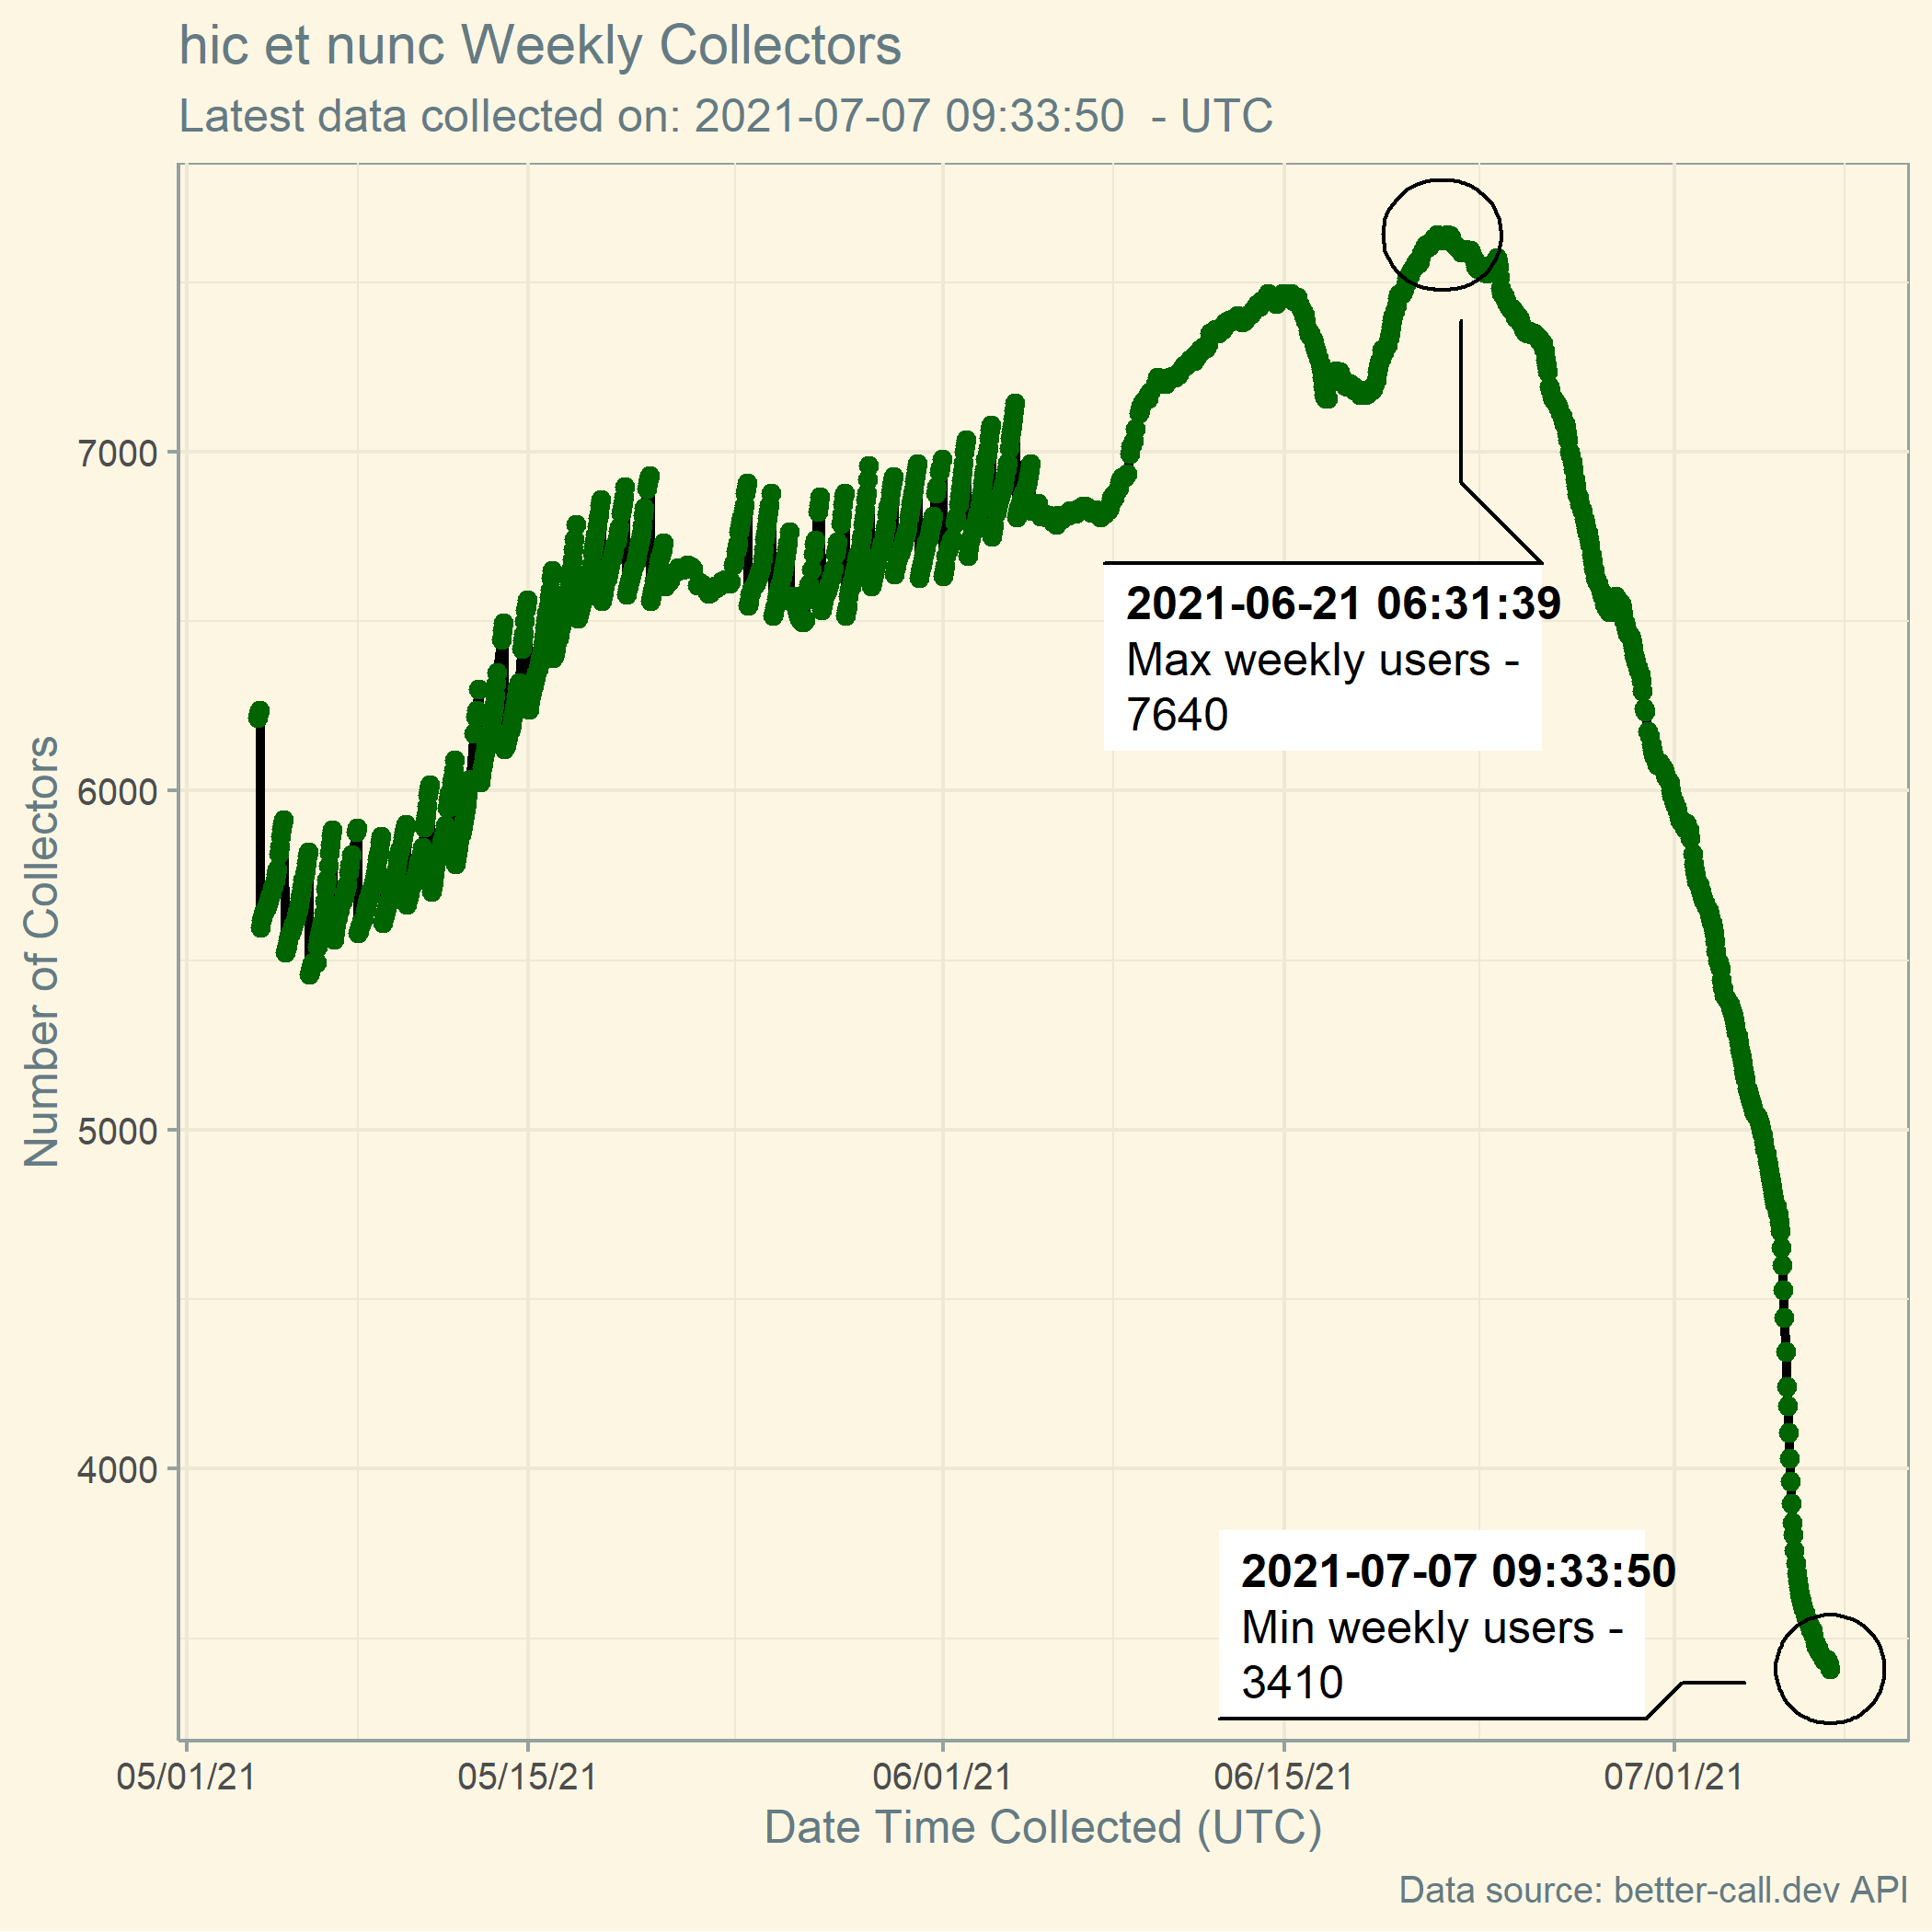 hic et nunc Weekly Collectors
Latest data collected on: 2021-07-07 09:33:50  - UTC
Number of Collectors
7000
6000
5000
4000
2021-06-21 06:31:39
Max weekly users -
7640
2021-07-07 09:33:50
Min weekly users -
3410
05/01/21
05/15/21
06/01/21
06/15/21
07/01/21
Date Time Collected (UTC)
Data source: better-call.dev API